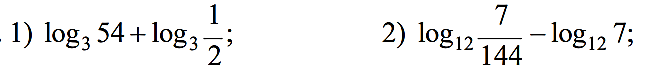 1) log₃ 54 + log₃ 1/2; 2) log₁₂ 7/144 − log₁₂ 7;